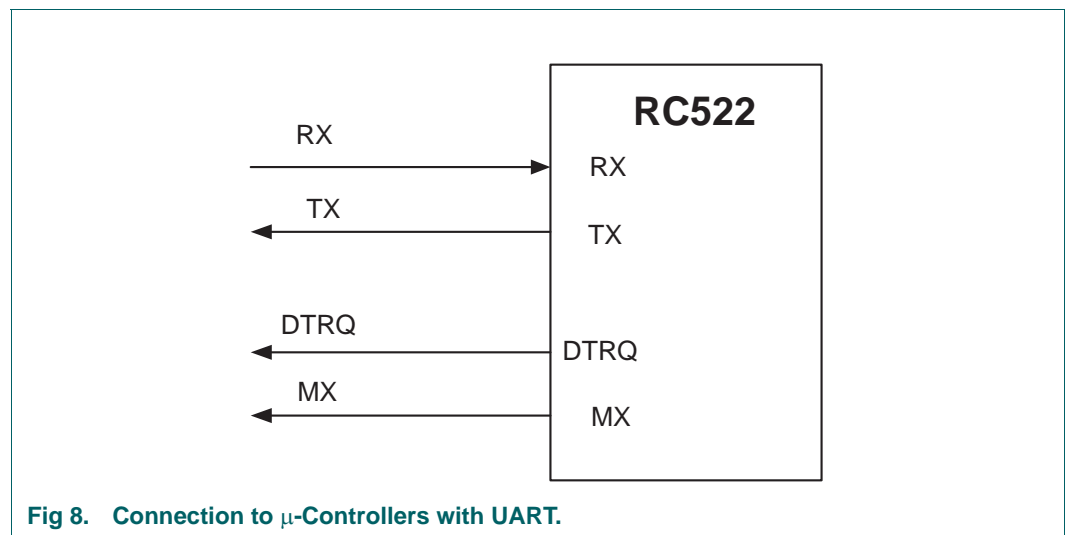 RC522
RX
RX
TX
TX
DTRQ
DTRQ
MX
MX
Fig 8. Connection to μ-Controllers with UART.